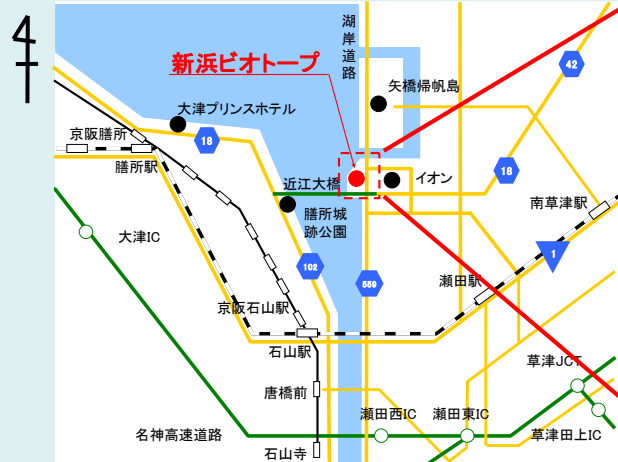 湖岸道路
新浜ビオトープ
42
矢橋帰帆島
大津プリンスホテル
京阪膳所
18
膳所駅
18
近江大橋
イオン
南草津駅
膳所城
跡公園
大津IC
1
102
559
瀬田駅
京阪石山駅
石山駅
草津JCT
唐橋前
瀬田西IC
瀬田東IC
名神高速道路
草津田上IC
石山寺